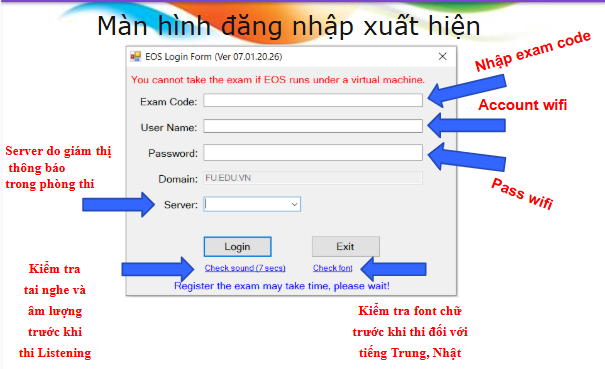 Màn hình đăng nhập xuất hiện
EOS Login Form (Ver 07.01.20.26)
You cannot take the exam if EOS runs under a virtual machine.
Exam Code:
Nhập exam code
User Name:
Account wifi
Password:
Pass wifi
Domain: FU.EDU.VN
Server:
Server do giám thị
thông báo
trong phòng thi
Login Exit
Check sound (7 secs) Check font
Register the exam may take time, please wait!
Kiểm tra
tai nghe và
âm lượng
trước khi
thi Listening
Kiểm tra font chữ
trước khi thi đối với
tiếng Trung, Nhật